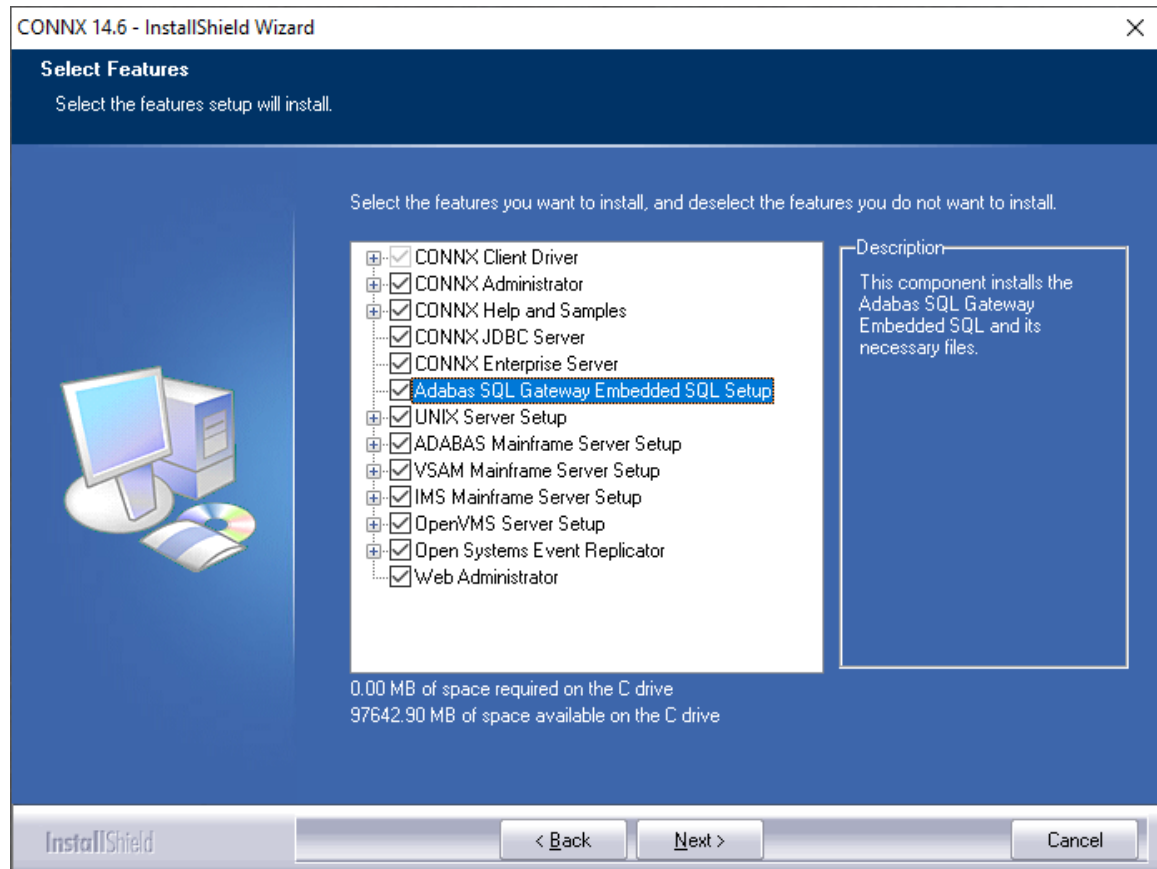 CONNX 14.6 - InstallShield Wizard
Select Features
Select the features setup will install.
Select the features you want to install, and deselect the features you do not want to install.
CONNX Client Driver
CONNX Administrator
CONNX Help and Samples
CONNX JDBC Server
CONNX Enterprise Server
Adabas SQL Gateway Embedded SQL Setup
UNIX Server Setup
ADABAS Mainframe Server Setup
VSAM Mainframe Server Setup
IMS Mainframe Server Setup
OpenVMS Server Setup
Open Systems Event Replicator
Web Administrator
Description
This component installs the
Adabas SQL Gateway
Embedded SQL and its
necessary files.
0.00 MB of space required on the C drive
97642.90 MB of space available on the C drive
InstallShield
< Back
Next >
Cancel